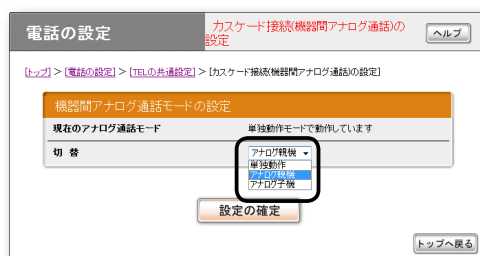 電話の設定
カスケード接続(機器間アナログ通話)の
設定
ヘルプ
[トップ] > [電話の設定] > [TELの共通設定] > [カスケード接続(機器間アナログ通話)の設定]
機器間アナログ通話モードの設定
現在のアナログ通話モード 単独動作モードで動作しています
切 替 アナログ親機
単独動作
アナログ親機
アナログ子機
設定の確定
トップへ戻る